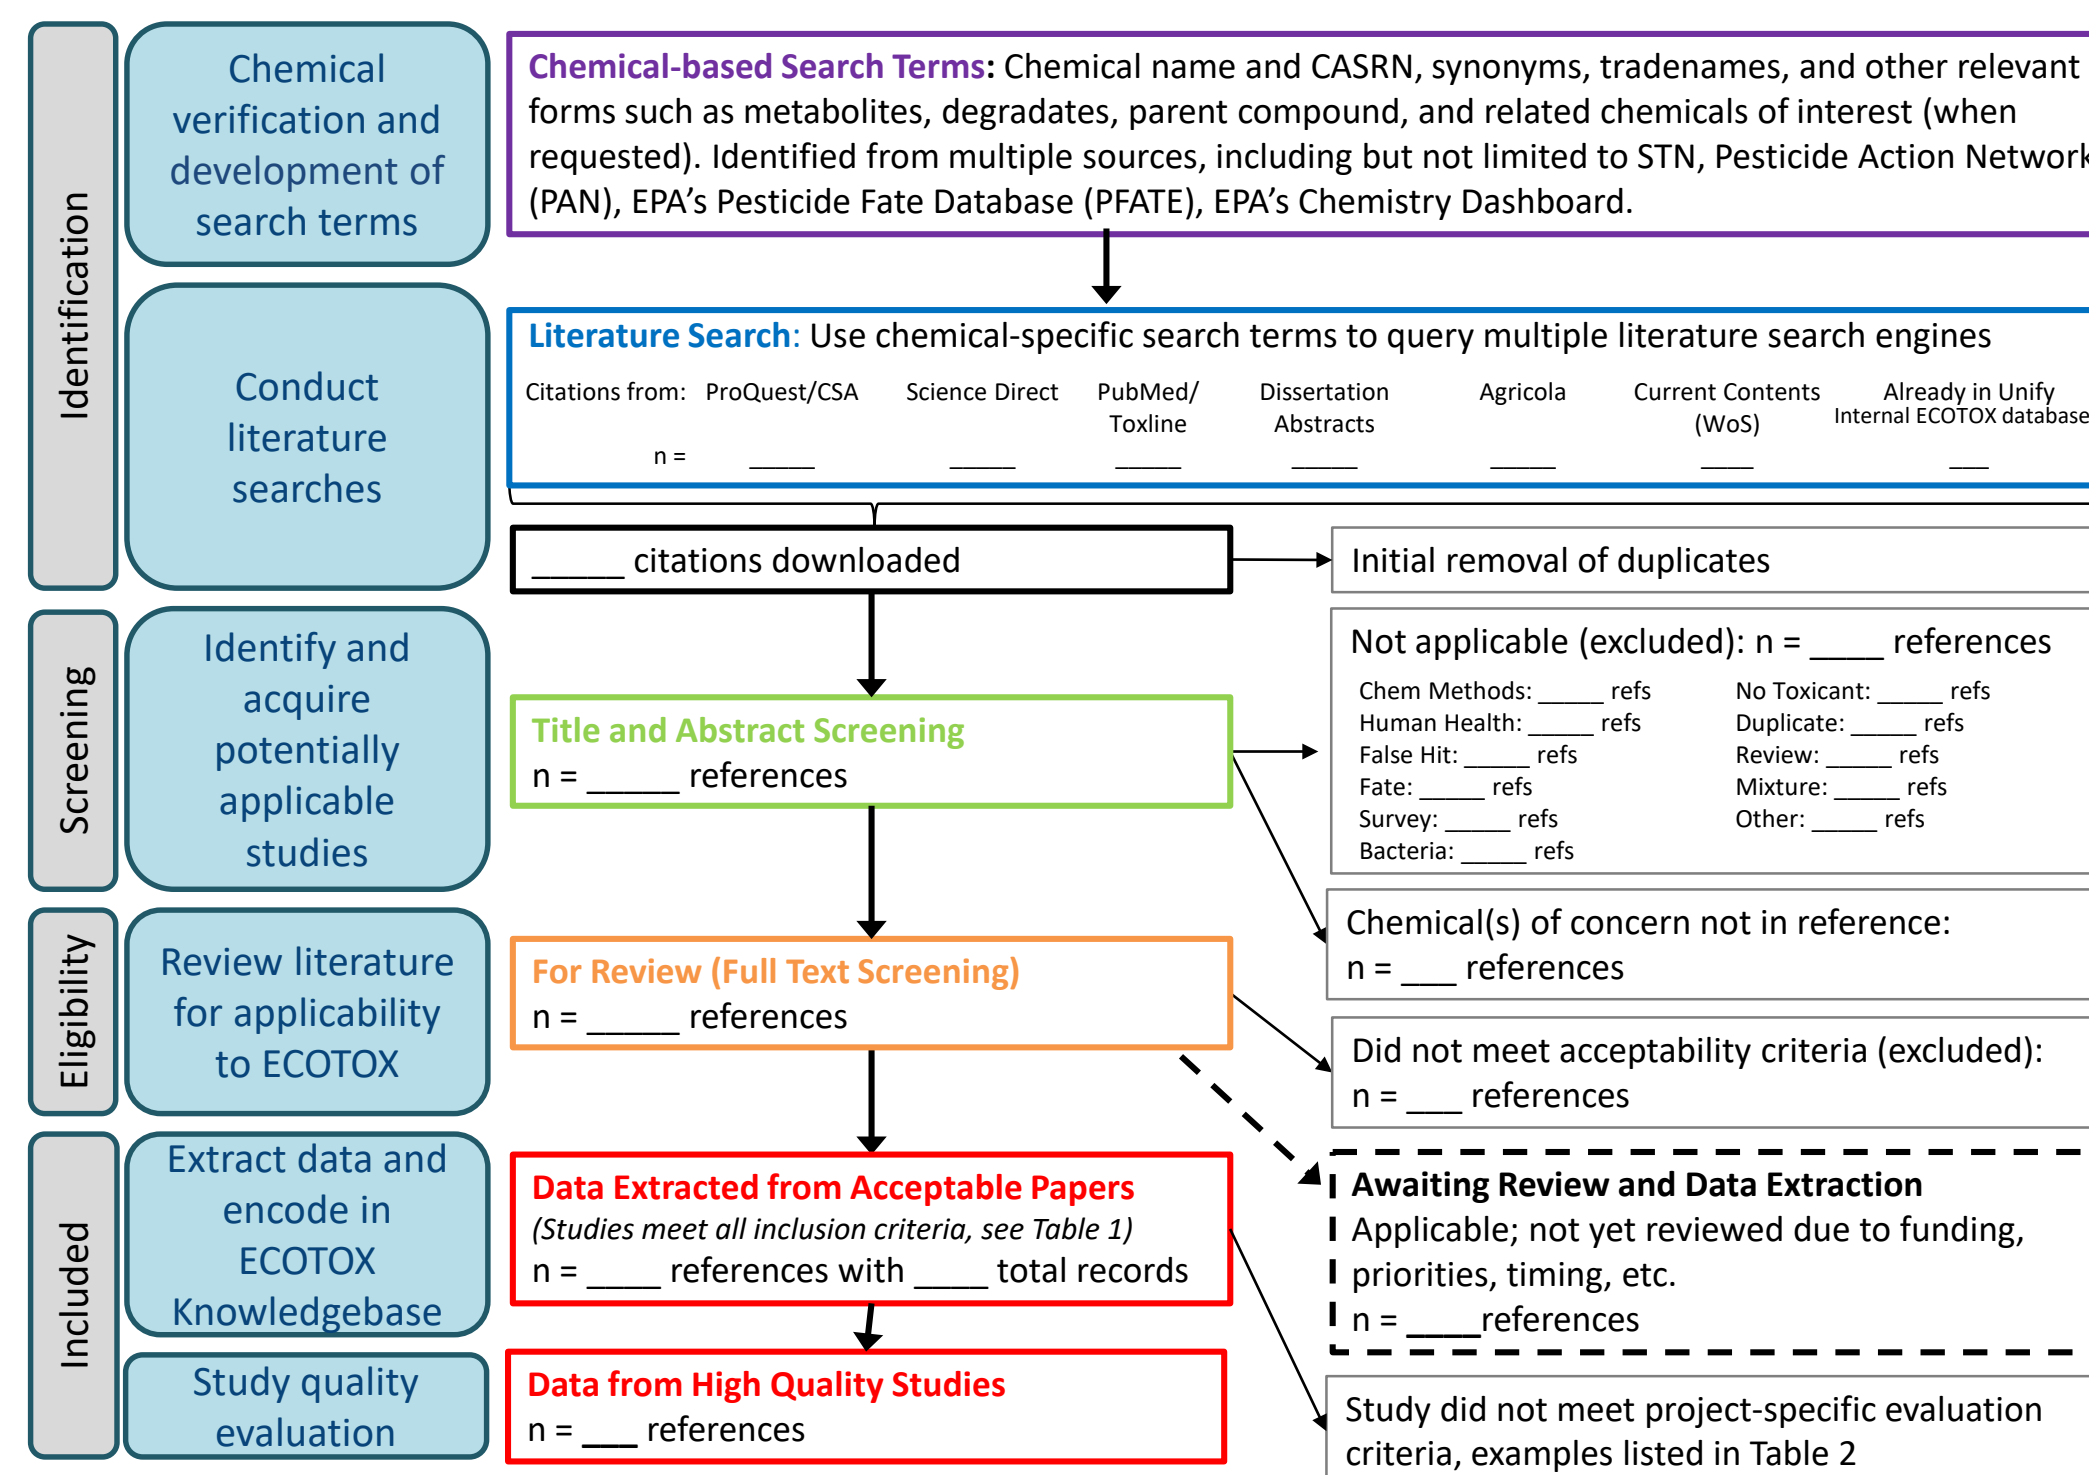 Identification
Chemical
verification and
development of
search terms
Chemical-based Search Terms: Chemical name and CASRN, synonyms, tradenames, and other relevant
forms such as metabolites, degradates, parent compound, and related chemicals of interest (when
requested). Identified from multiple sources, including but not limited to STN, Pesticide Action Network
(PAN), EPA's Pesticide Fate Database (PFATE), EPA's Chemistry Dashboard.
Conduct
literature
searches
Literature Search: Use chemical-specific search terms to query multiple literature search engines
Citations from: ProQuest/CSA Science Direct PubMed/ Dissertation Agricola Current Contents Already in Unify
Toxline Abstracts (WoS) Internal ECOTOX database
n = _____ _____ _____ _____ _____ ____ ___
_____ citations downloaded
Initial removal of duplicates
Screening
Identify and
acquire
potentially
applicable
studies
Title and Abstract Screening
n = _____ references
Not applicable (excluded): n = ____ references
Chem Methods: _____ refs No Toxicant: _____ refs
Human Health: _____ refs Duplicate: _____ refs
False Hit: _____ refs Review: _____ refs
Fate: _____ refs Mixture: _____ refs
Survey: _____ refs Other: _____ refs
Bacteria: _____ refs
Chemical(s) of concern not in reference:
n = ___ references
Eligibility
Review literature
for applicability
to ECOTOX
For Review (Full Text Screening)
n = _____ references
Did not meet acceptability criteria (excluded):
n = ___ references
Included
Extract data and
encode in
ECOTOX
Knowledgebase
Data Extracted from Acceptable Papers
(Studies meet all inclusion criteria, see Table 1)
n = ____ references with ____ total records
Awaiting Review and Data Extraction
Applicable; not yet reviewed due to funding,
priorities, timing, etc.
n = ____references
Study quality
evaluation
Data from High Quality Studies
n = ___ references
Study did not meet project-specific evaluation
criteria, examples listed in Table 2